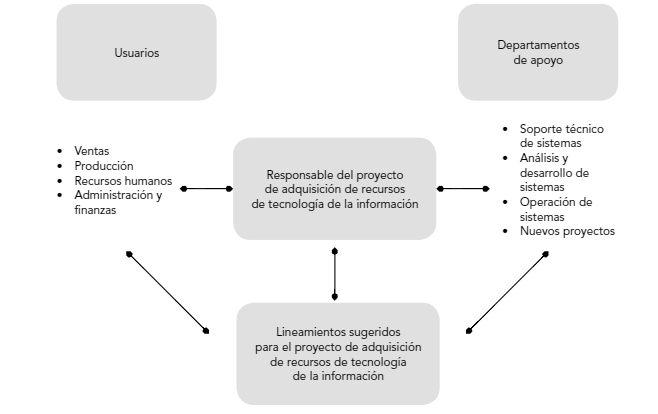 Usuarios
Departamentos
de apoyo
• Ventas
• Producción
• Recursos humanos
• Administración y
finanzas
Responsable del proyecto
de adquisición de recursos
de tecnología de la información
• Soporte técnico
de sistemas
• Análisis y
desarrollo de
sistemas
• Operación de
sistemas
• Nuevos proyectos
Lineamientos sugeridos
para el proyecto de adquisición
de recursos de tecnología
de la información